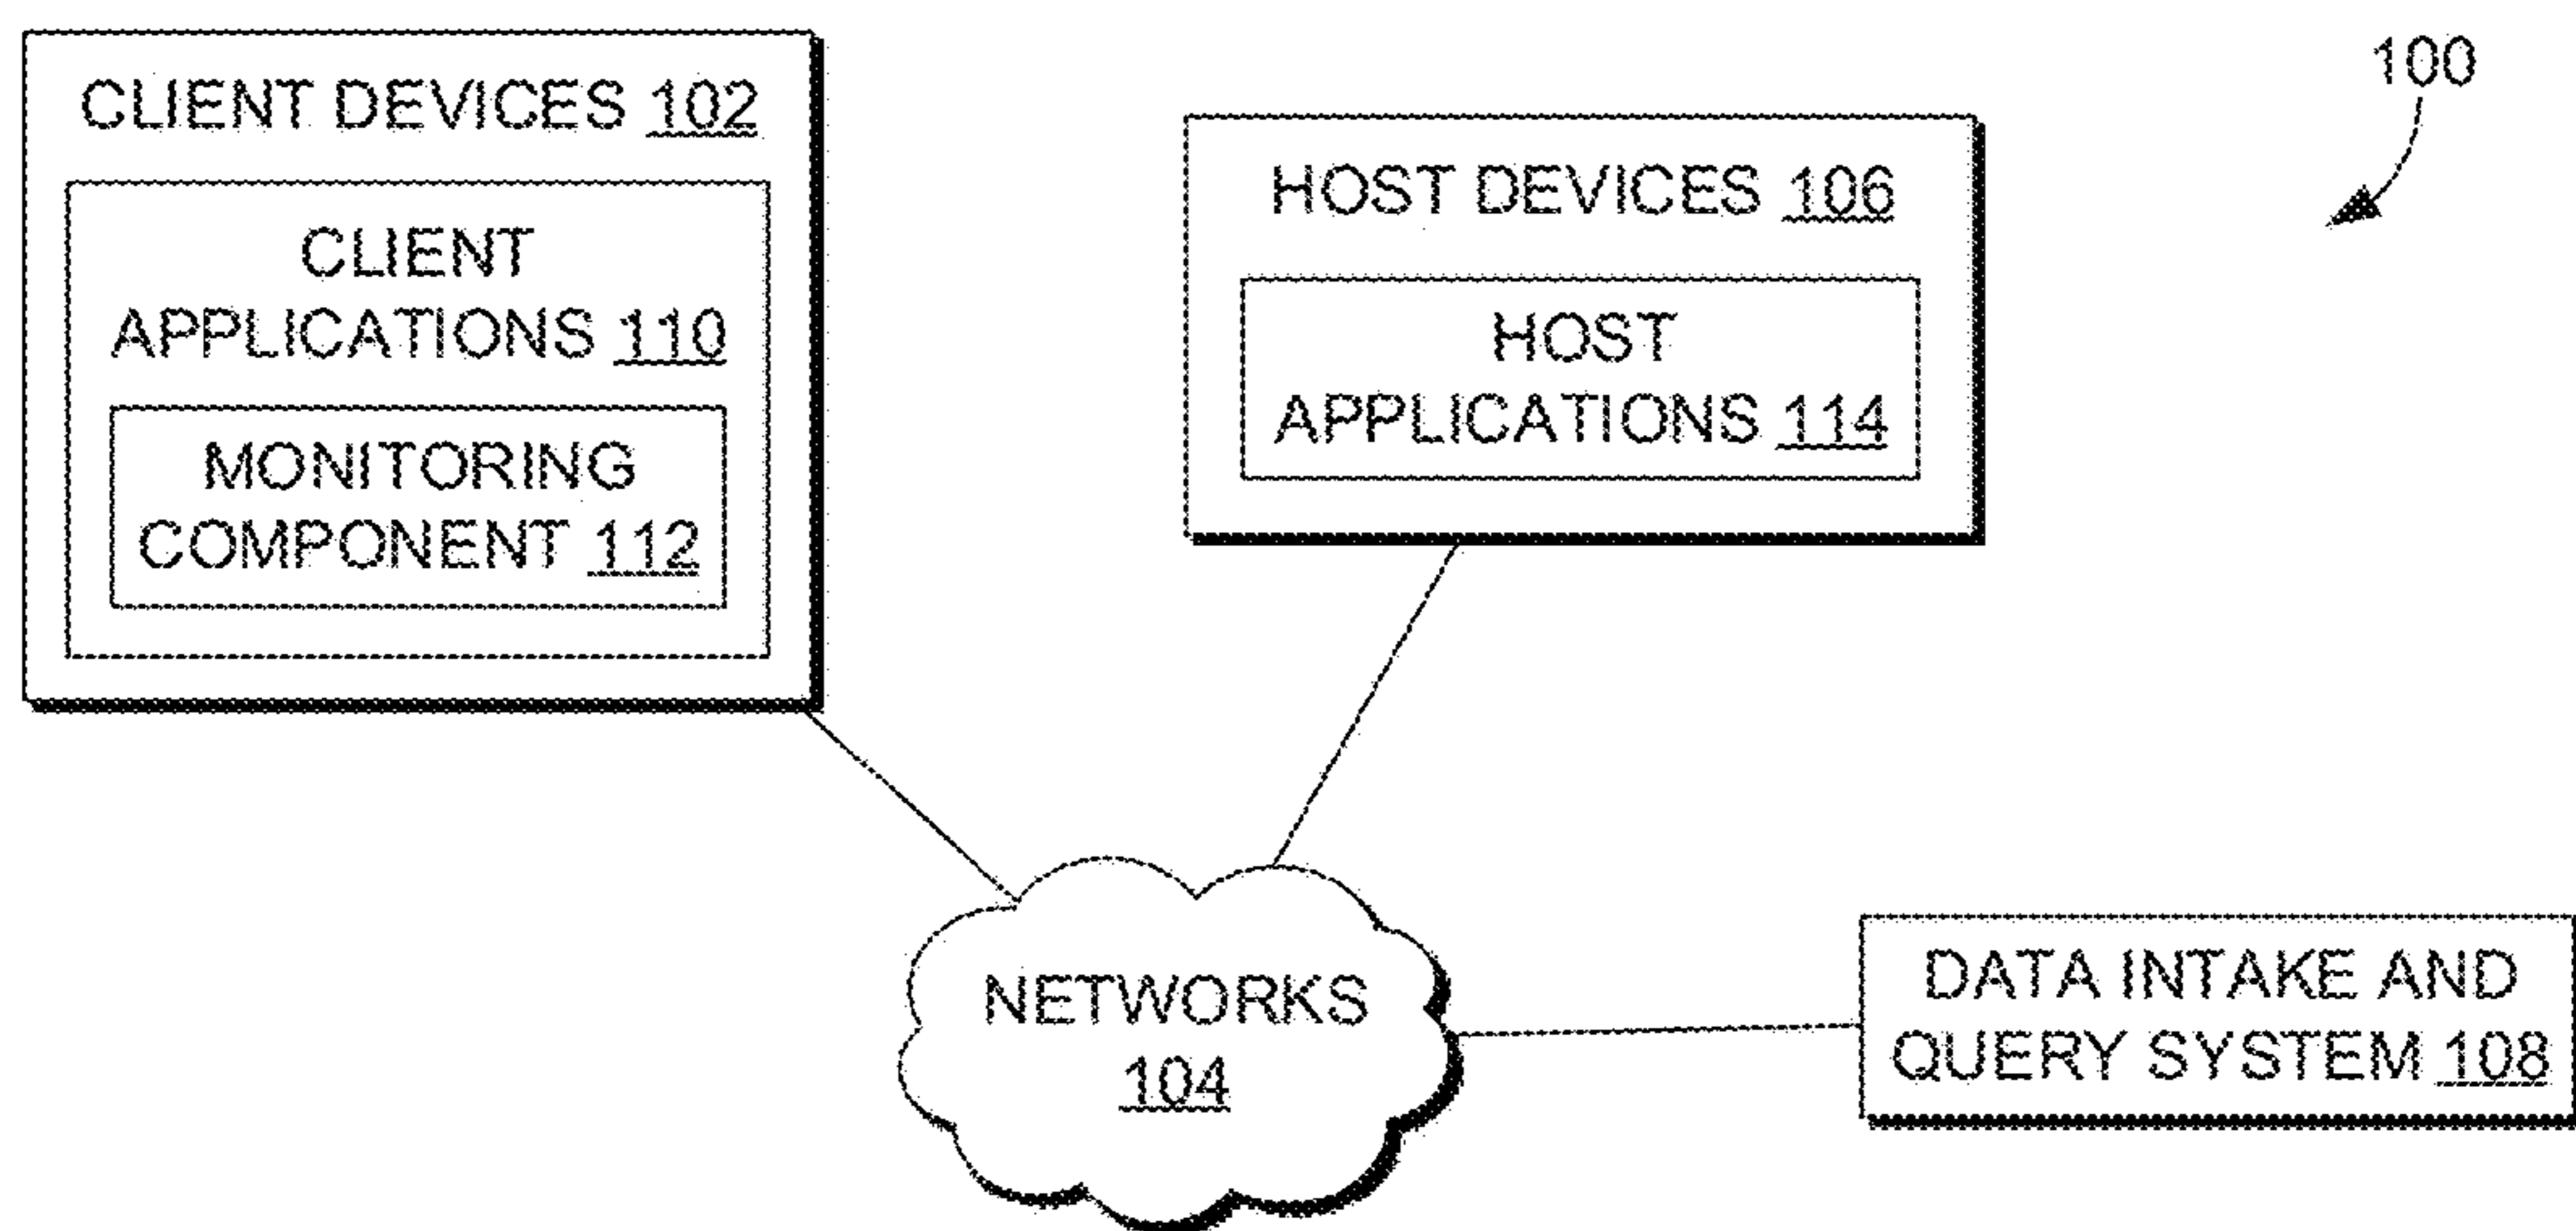 CLIENT DEVICES 102
CLIENT
APPLICATIONS 110
MONITORING
COMPONENT 112
HOST DEVICES 106
HOST
APPLICATIONS 114
100
NETWORKS
104
DATA INTAKE AND
QUERY SYSTEM 108